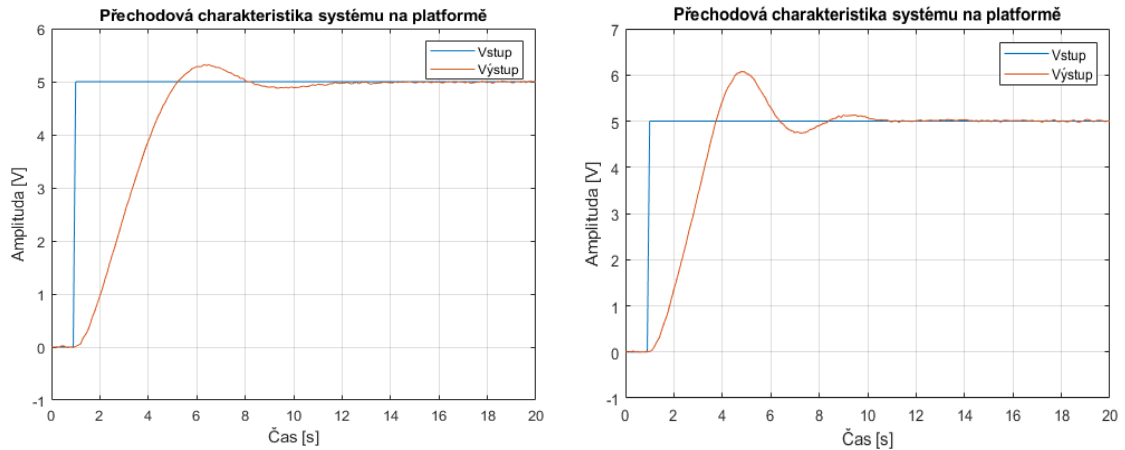 Přechodová charakteristika systému na platformě
6
5
4
3
2
1
0
-1
Amplituda [V]
Vstup
Výstup
0 2 4 6 8 10 12 14 16 18 20
Čas [s]
Přechodová charakteristika systému na platformě
7
6
5
4
3
2
1
0
-1
Amplituda [V]
Vstup
Výstup
0 2 4 6 8 10 12 14 16 18 20
Čas [s]